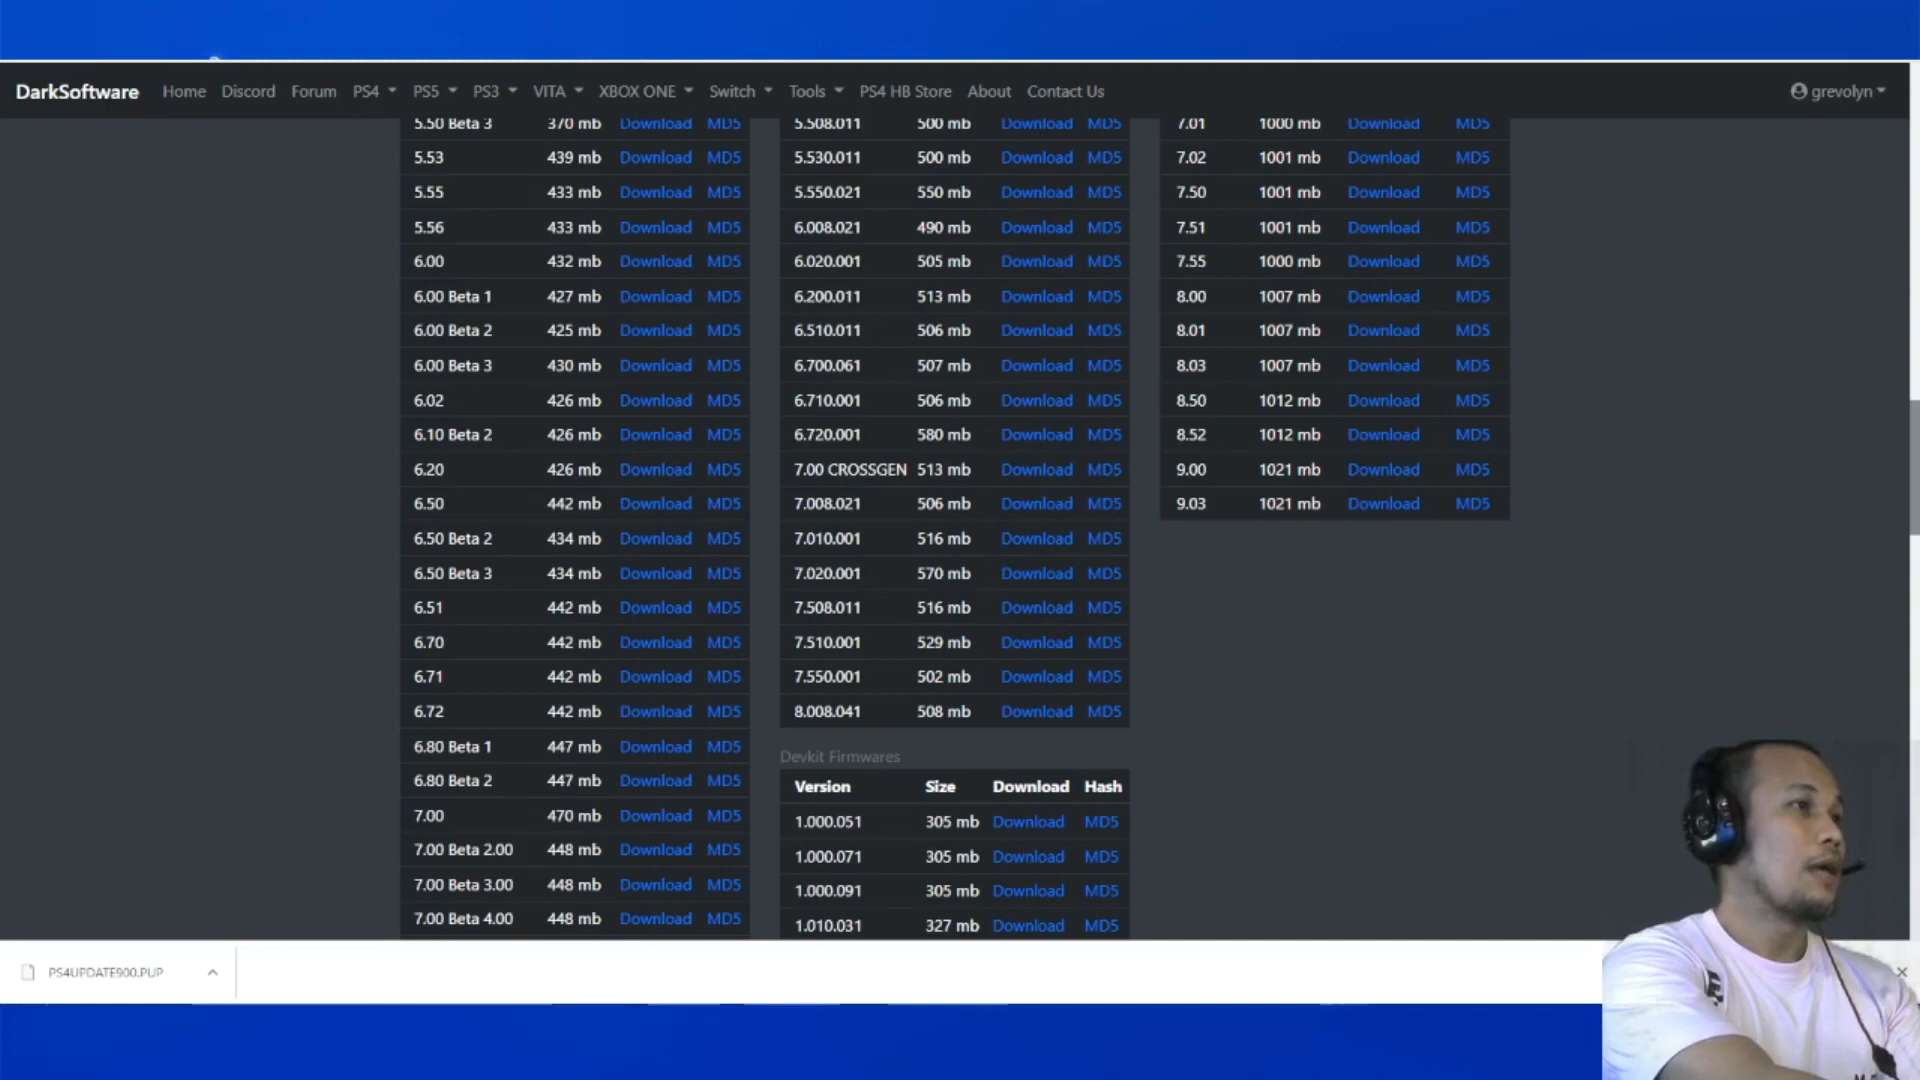 DarkSoftware Home Discord Forum PS4 PS5 PS3 VITA XBOX ONE Switch Tools PS4 HB Store About Contact Us grevolyn
5.50 Beta 3 370 mb Download MD5
5.53 439 mb Download MD5
5.55 433 mb Download MD5
5.56 433 mb Download MD5
6.00 432 mb Download MD5
6.00 Beta 1 427 mb Download MD5
6.00 Beta 2 425 mb Download MD5
6.00 Beta 3 430 mb Download MD5
6.02 426 mb Download MD5
6.10 Beta 2 426 mb Download MD5
6.20 426 mb Download MD5
6.50 442 mb Download MD5
6.50 Beta 2 434 mb Download MD5
6.50 Beta 3 434 mb Download MD5
6.51 442 mb Download MD5
6.70 442 mb Download MD5
6.71 442 mb Download MD5
6.72 442 mb Download MD5
6.80 Beta 1 447 mb Download MD5
6.80 Beta 2 447 mb Download MD5
7.00 470 mb Download MD5
7.00 Beta 2.00 448 mb Download MD5
7.00 Beta 3.00 448 mb Download MD5
7.00 Beta 4.00 448 mb Download MD5
5.508.011 500 mb Download MD5
5.530.011 500 mb Download MD5
5.550.021 550 mb Download MD5
6.008.021 490 mb Download MD5
6.020.001 505 mb Download MD5
6.200.011 513 mb Download MD5
6.510.011 506 mb Download MD5
6.700.061 507 mb Download MD5
6.710.001 506 mb Download MD5
6.720.001 580 mb Download MD5
7.00 CROSSGEN 513 mb Download MD5
7.008.021 506 mb Download MD5
7.010.001 516 mb Download MD5
7.020.001 570 mb Download MD5
7.508.011 516 mb Download MD5
7.510.001 529 mb Download MD5
7.550.001 502 mb Download MD5
8.008.041 508 mb Download MD5
Devkit Firmwares
Version Size Download Hash
1.000.051 305 mb Download MD5
1.000.071 305 mb Download MD5
1.000.091 305 mb Download MD5
1.010.031 327 mb Download MD5
7.01 1000 mb Download MD5
7.02 1001 mb Download MD5
7.50 1001 mb Download MD5
7.51 1001 mb Download MD5
7.55 1000 mb Download MD5
8.00 1007 mb Download MD5
8.01 1007 mb Download MD5
8.03 1007 mb Download MD5
8.50 1012 mb Download MD5
8.52 1012 mb Download MD5
9.00 1021 mb Download MD5
9.03 1021 mb Download MD5
PS4UPDATE900.PUP